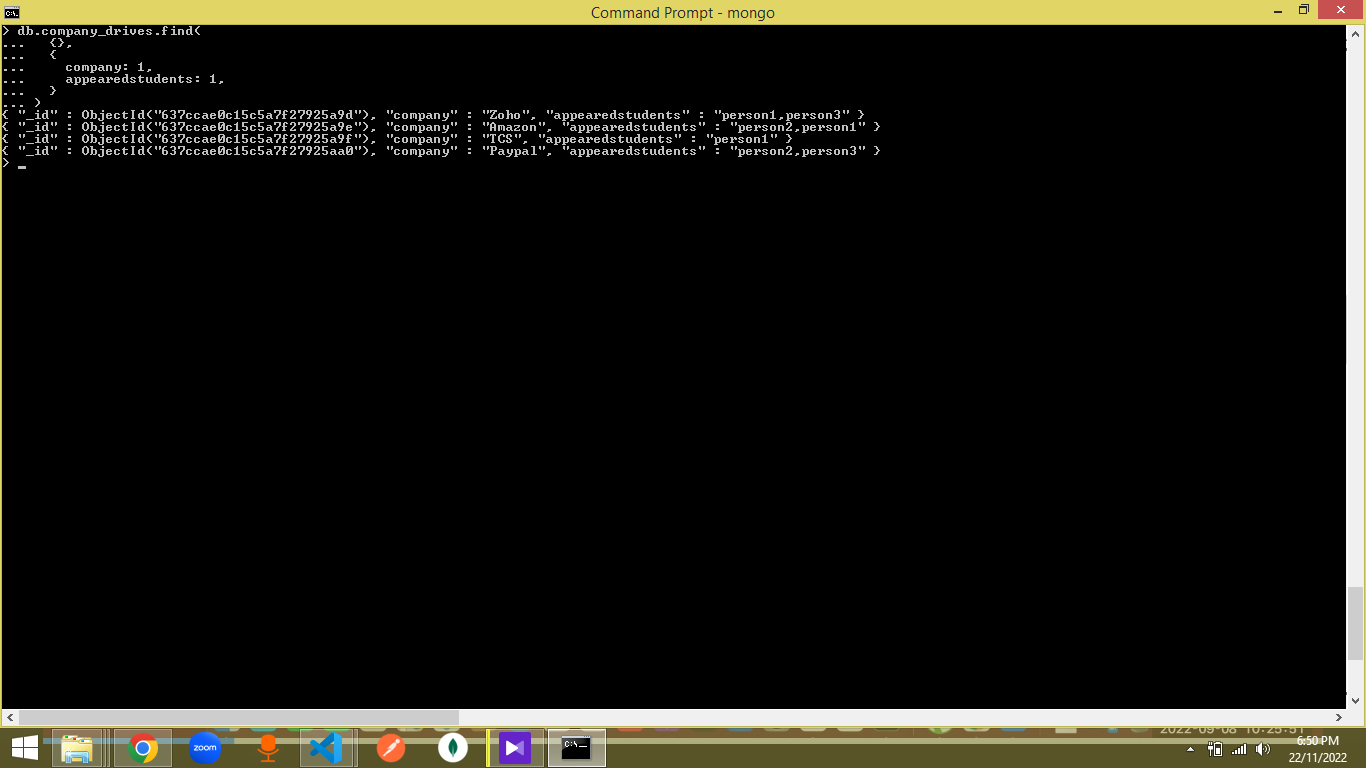 Command Prompt - mongo
> db.company_drives.find(
... {},
... {
... company: 1,
... appearedstudents: 1,
... }
... )
{ "_id" : ObjectId("637ccae0c15c5a7f27925a9d"), "company" : "Zoho", "appearedstudents" : "person1,person3" }
{ "_id" : ObjectId("637ccae0c15c5a7f27925a9e"), "company" : "Amazon", "appearedstudents" : "person2,person1" }
{ "_id" : ObjectId("637ccae0c15c5a7f27925a9f"), "company" : "TCS", "appearedstudents" : "person1" }
{ "_id" : ObjectId("637ccae0c15c5a7f27925aa0"), "company" : "Paypal", "appearedstudents" : "person2,person3" }
> _
zoom
C:\._
2022-09-08 10:25:51
6:50 PM
22/11/2022